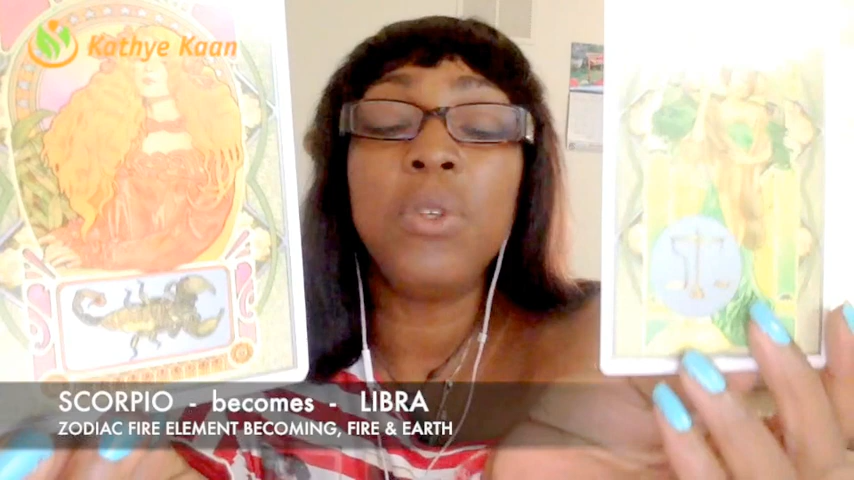 Kathye Kaan
SCORPIO - becomes - LIBRA
ZODIAC FIRE ELEMENT BECOMING, FIRE & EARTH